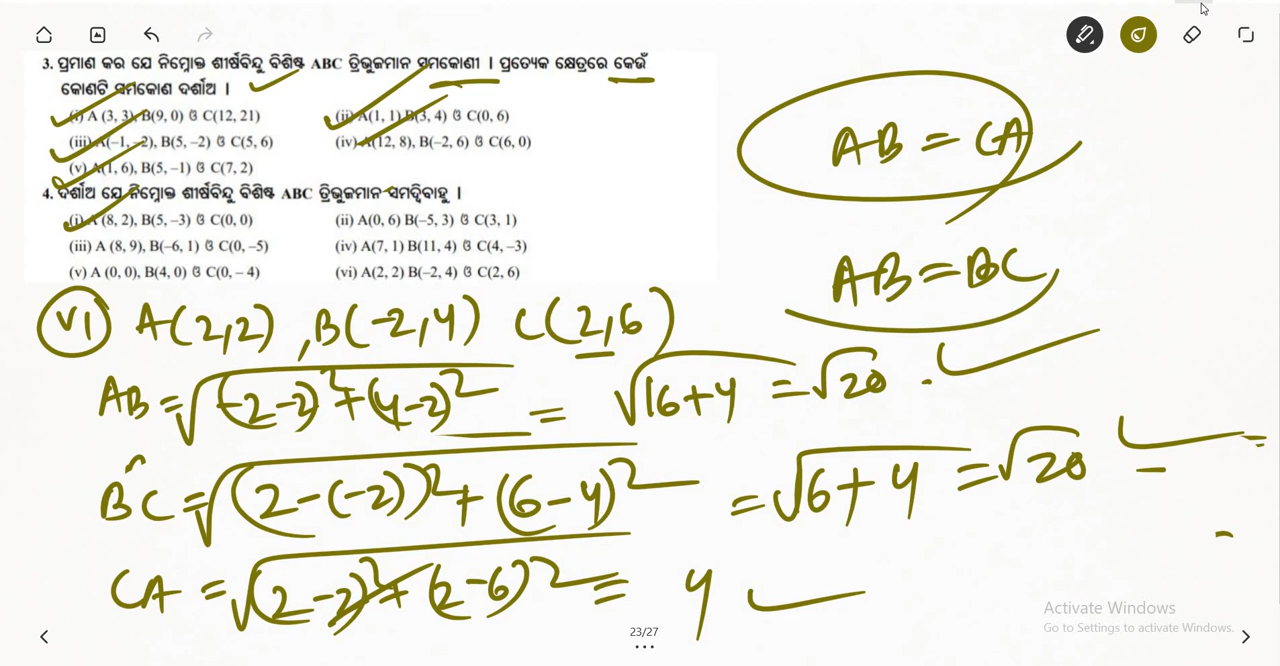 3. ପ୍ରମାଣ କର ଯେ ନିମ୍ନୋକ୍ତ ଶୀର୍ଷବିନ୍ଦୁ ବିଶିଷ୍ଟ ABC ତ୍ରିଭୁଜମାନ ସମକୋଣୀ । ପ୍ରତ୍ୟେକ କ୍ଷେତ୍ରରେ କେଉଁ
କୋଣଟି ସମକୋଣ ଦର୍ଶାଅ ।
(i) A (3, 3), B(9, 0) ଓ C(12, 21) (ii) A(1, 1) B(3, 4) ଓ C(0, 6)
(iii) A(−1, −2), B(5, −2) ଓ C(5, 6) (iv) A(12, 8), B(−2, 6) ଓ C(6, 0)
(v) A(1, 6), B(5, −1) ଓ C(7, 2)
4. ଦର୍ଶାଅ ଯେ ନିମ୍ନୋକ୍ତ ଶୀର୍ଷବିନ୍ଦୁ ବିଶିଷ୍ଟ ABC ତ୍ରିଭୁଜମାନ ସମଦ୍ବିବାହୁ ।
(i) A (8, 2), B(5, −3) ଓ C(0, 0) (ii) A(0, 6) B(−5, 3) ଓ C(3, 1)
(iii) A (8, 9), B(−6, 1) ଓ C(0, −5) (iv) A(7, 1) B(11, 4) ଓ C(4, −3)
(v) A (0, 0), B(4, 0) ଓ C(0, − 4) (vi) A(2, 2) B(−2, 4) ଓ C(2, 6)
AB = CA
AB = BC
(vi) A(2,2) , B(-2,4) C(2,6)
AB = √(-2-2)² + (4-2)² = √16+4 = √20 .
BC = √(2-(-2))² + (6-4)² = √6+4 = √20
CA = √(2-2)² + (2-6)² = 4
23/27
Activate Windows
Go to Settings to activate Windows.